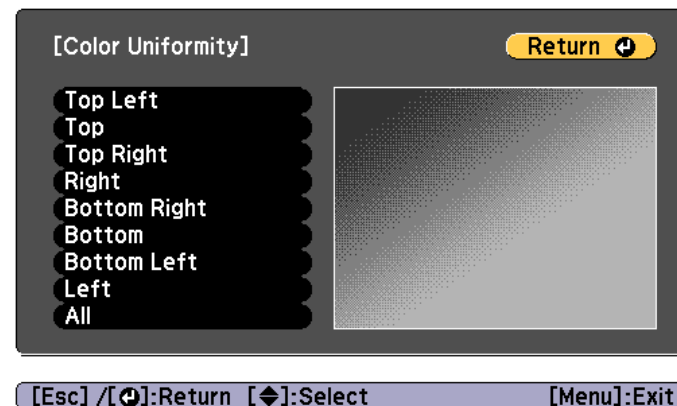 [Color Uniformity]
Return
Top Left
Top
Top Right
Right
Bottom Right
Bottom
Bottom Left
Left
All
[Esc] /[⏎]:Return [◆]:Select [Menu]:Exit